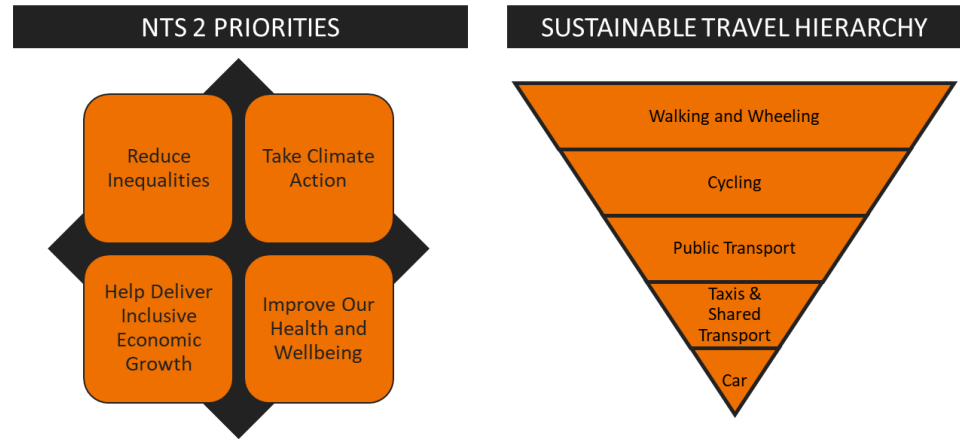 NTS 2 PRIORITIES
Reduce
Inequalities
Take Climate
Action
Help Deliver
Inclusive
Economic
Growth
Improve Our
Health and
Wellbeing
SUSTAINABLE TRAVEL HIERARCHY
Walking and Wheeling
Cycling
Public Transport
Taxis &
Shared
Transport
Car